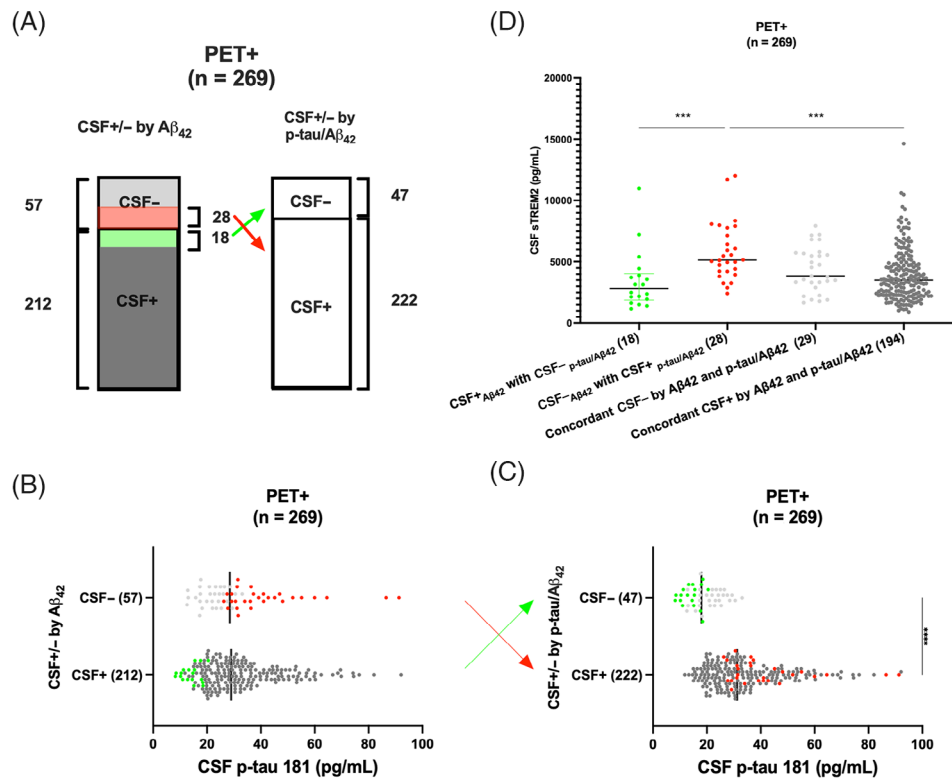 (A)
PET+
(n = 269)
CSF+/− by Aβ42
CSF+/− by
p-tau/Aβ42
57
CSF−
28
18
212
CSF+
CSF−
47
CSF+
222
(D)
PET+
(n = 269)
CSF sTREM2 (pg/mL)
20000
15000
10000
5000
0
***
***
CSF+Aβ42 with CSF− p-tau/Aβ42 (18)
CSF−Aβ42 with CSF+ p-tau/Aβ42 (28)
Concordant CSF− by Aβ42 and p-tau/Aβ42 (29)
Concordant CSF+ by Aβ42 and p-tau/Aβ42 (194)
(B)
PET+
(n = 269)
CSF+/− by Aβ42
CSF− (57)
CSF+ (212)
0
20
40
60
80
100
CSF p-tau 181 (pg/mL)
(C)
PET+
(n = 269)
CSF+/− by p-tau/Aβ42
CSF− (47)
CSF+ (222)
****
0
20
40
60
80
100
CSF p-tau 181 (pg/mL)